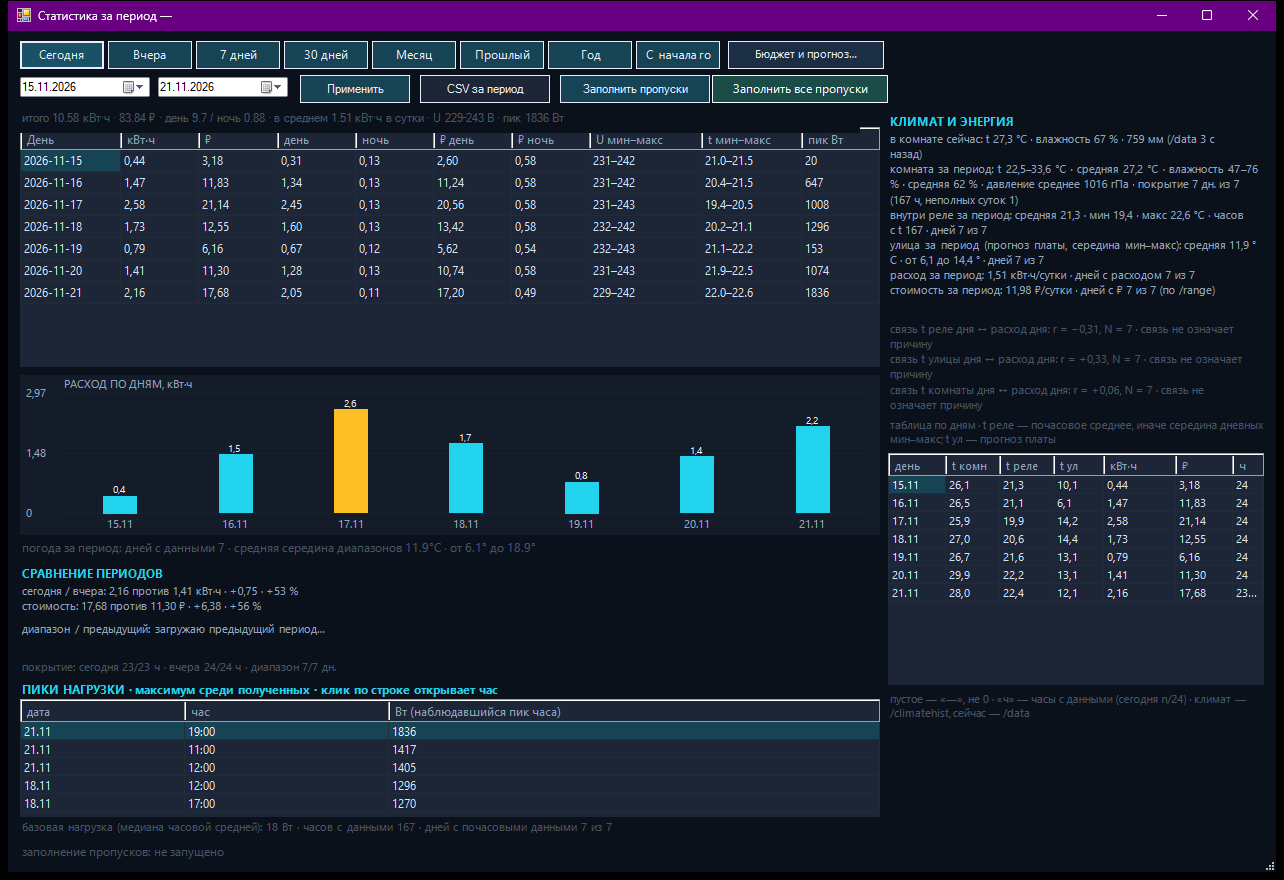 Статистика за период —
Сегодня Вчера 7 дней 30 дней Месяц Прошлый Год С начала го Бюджет и прогноз...
15.11.2026 21.11.2026 Применить CSV за период Заполнить пропуски Заполнить все пропуски
итого 10.58 кВт·ч · 83.84 ₽ · день 9.7 / ночь 0.88 · в среднем 1.51 кВт·ч в сутки · U 229-243 В · пик 1836 Вт
День кВт·ч ₽ день ночь ₽ день ₽ ночь U мин–макс t мин–макс пик Вт
2026-11-15 0,44 3,18 0,31 0,13 2,60 0,58 231–242 21.0–21.5 20
2026-11-16 1,47 11,83 1,34 0,13 11,24 0,58 231–242 20.4–21.5 647
2026-11-17 2,58 21,14 2,45 0,13 20,56 0,58 231–242 19.4–20.5 1008
2026-11-18 1,73 12,55 1,60 0,13 13,42 0,58 232–242 20.2–21.1 1296
2026-11-19 0,79 6,16 0,67 0,12 5,62 0,54 232–243 21.1–22.2 153
2026-11-20 1,41 11,30 1,28 0,13 10,74 0,58 231–243 21.9–22.5 1074
2026-11-21 2,16 17,68 2,05 0,11 17,20 0,49 229–242 22.0–22.6 1836
РАСХОД ПО ДНЯМ, кВт·ч
2,97
1,48
0
0,4 1,5 2,6 1,7 0,8 1,4 2,2
15.11 16.11 17.11 18.11 19.11 20.11 21.11
погода за период: дней с данными 7 · средняя середина диапазонов 11.9°C · от 6.1° до 18.9°
СРАВНЕНИЕ ПЕРИОДОВ
сегодня / вчера: 2,16 против 1,41 кВт·ч · +0,75 · +53 %
стоимость: 17,68 против 11,30 ₽ · +6,38 · +56 %
диапазон / предыдущий: загружаю предыдущий период...
покрытие: сегодня 23/23 ч · вчера 24/24 ч · диапазон 7/7 дн.
ПИКИ НАГРУЗКИ · максимум среди полученных · клик по строке открывает час
дата час Вт (наблюдавшийся пик часа)
21.11 19:00 1836
21.11 11:00 1417
21.11 12:00 1405
18.11 12:00 1296
18.11 17:00 1270
базовая нагрузка (медиана часовой средней): 18 Вт · часов с данными 167 · дней с почасовыми данными 7 из 7
заполнение пропусков: не запущено
КЛИМАТ И ЭНЕРГИЯ
в комнате сейчас: t 27,3 °C · влажность 67 % · 759 мм (/data 3 с
назад)
комната за период: t 22,5–33,6 °C · средняя 27,2 °C · влажность 47–76
% · средняя 62 % · давление среднее 1016 гПа · покрытие 7 дн. из 7
(167 ч, неполных суток 1)
внутри реле за период: средняя 21,3 · мин 19,4 · макс 22,6 °C · часов
с t 167 · дней 7 из 7
улица за период (прогноз платы, середина мин–макс): средняя 11,9 °
C · от 6,1 до 14,4 ° · дней 7 из 7
расход за период: 1,51 кВт·ч/сутки · дней с расходом 7 из 7
стоимость за период: 11,98 ₽/сутки · дней с ₽ 7 из 7 (по /range)
связь t реле дня ↔ расход дня: r = −0,31, N = 7 · связь не означает
причину
связь t улицы дня ↔ расход дня: r = +0,33, N = 7 · связь не означает
причину
связь t комнаты дня ↔ расход дня: r = +0,06, N = 7 · связь не
означает причину
таблица по дням · t реле — почасовое среднее, иначе середина дневных
мин–макс; t ул — прогноз платы
день t комн t реле t ул кВт·ч ₽ ч
15.11 26,1 21,3 10,1 0,44 3,18 24
16.11 26,5 21,1 6,1 1,47 11,83 24
17.11 25,9 19,9 14,2 2,58 21,14 24
18.11 27,0 20,6 14,4 1,73 12,55 24
19.11 26,7 21,6 13,1 0,79 6,16 24
20.11 29,9 22,2 13,1 1,41 11,30 24
21.11 28,0 22,4 12,1 2,16 17,68 23...
пустое — «—», не 0 · «ч» — часы с данными (сегодня n/24) · климат —
/climatehist, сейчас — /data